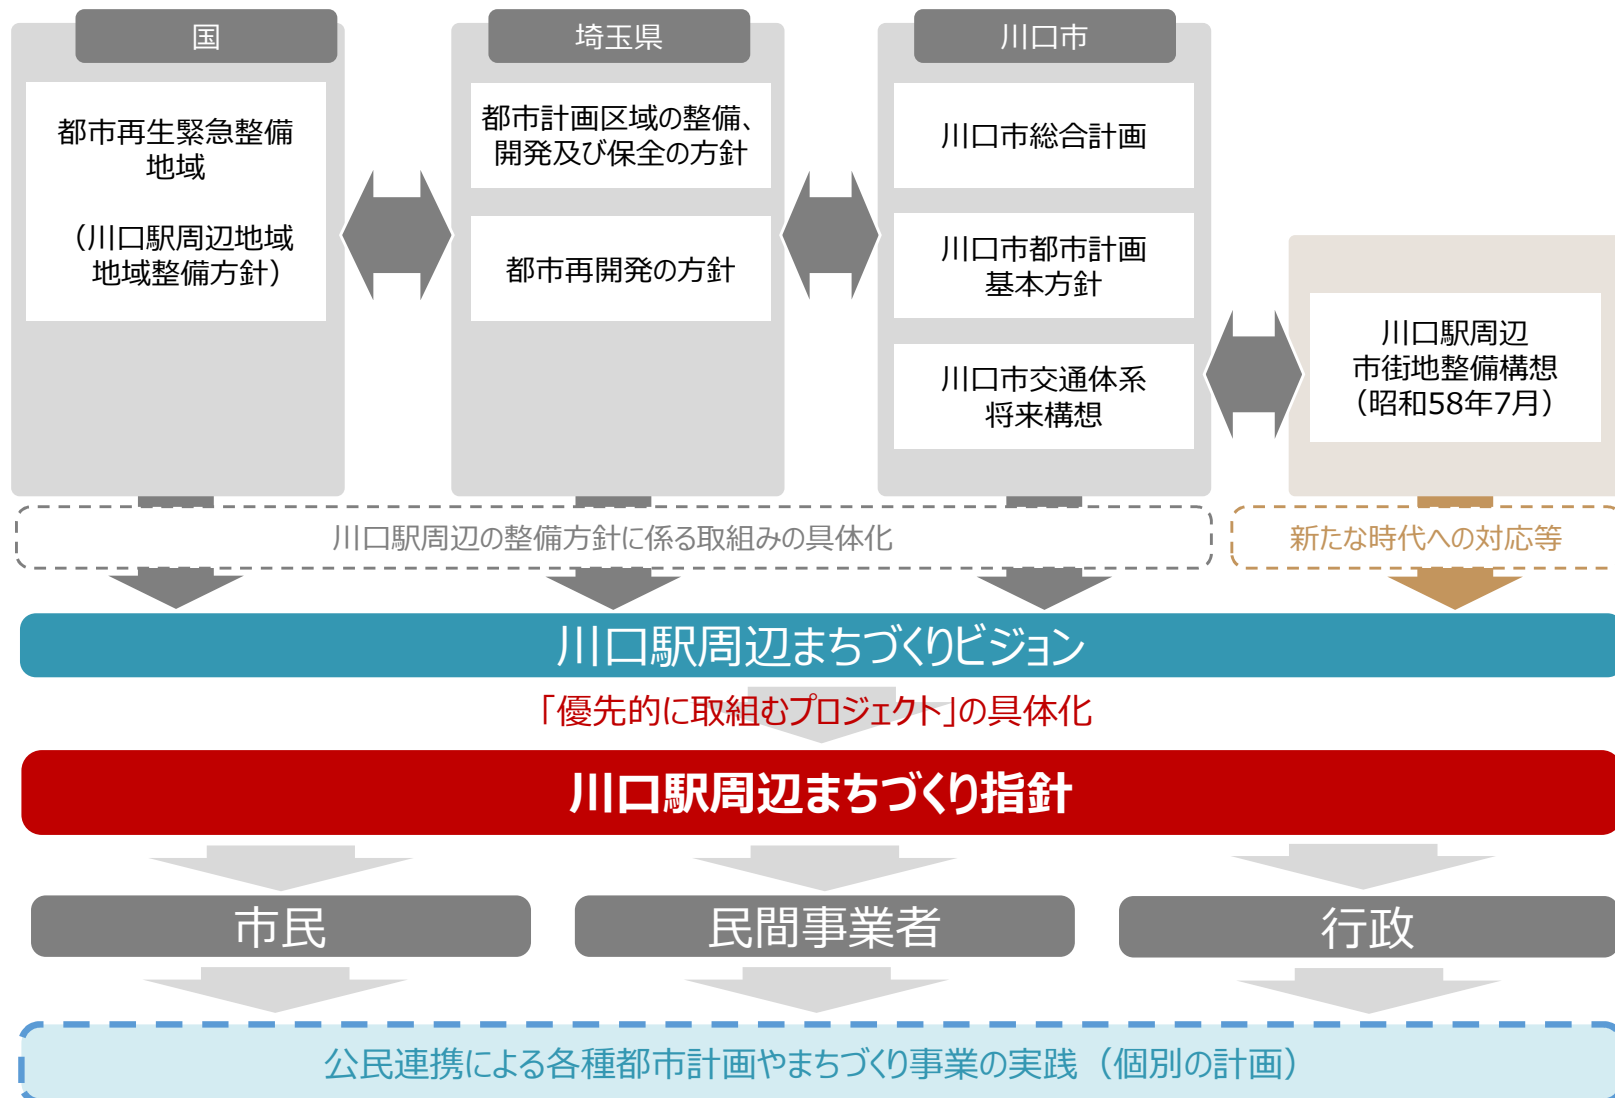 国
都市再生緊急整備
地域
（川口駅周辺地域
地域整備方針）
埼玉県
都市計画区域の整備、
開発及び保全の方針
都市再開発の方針
川口市
川口市総合計画
川口市都市計画
基本方針
川口市交通体系
将来構想
川口駅周辺
市街地整備構想
（昭和58年7月）
川口駅周辺の整備方針に係る取組みの具体化
新たな時代への対応等
川口駅周辺まちづくりビジョン
「優先的に取組むプロジェクト」の具体化
川口駅周辺まちづくり指針
市民
民間事業者
行政
公民連携による各種都市計画やまちづくり事業の実践（個別の計画）